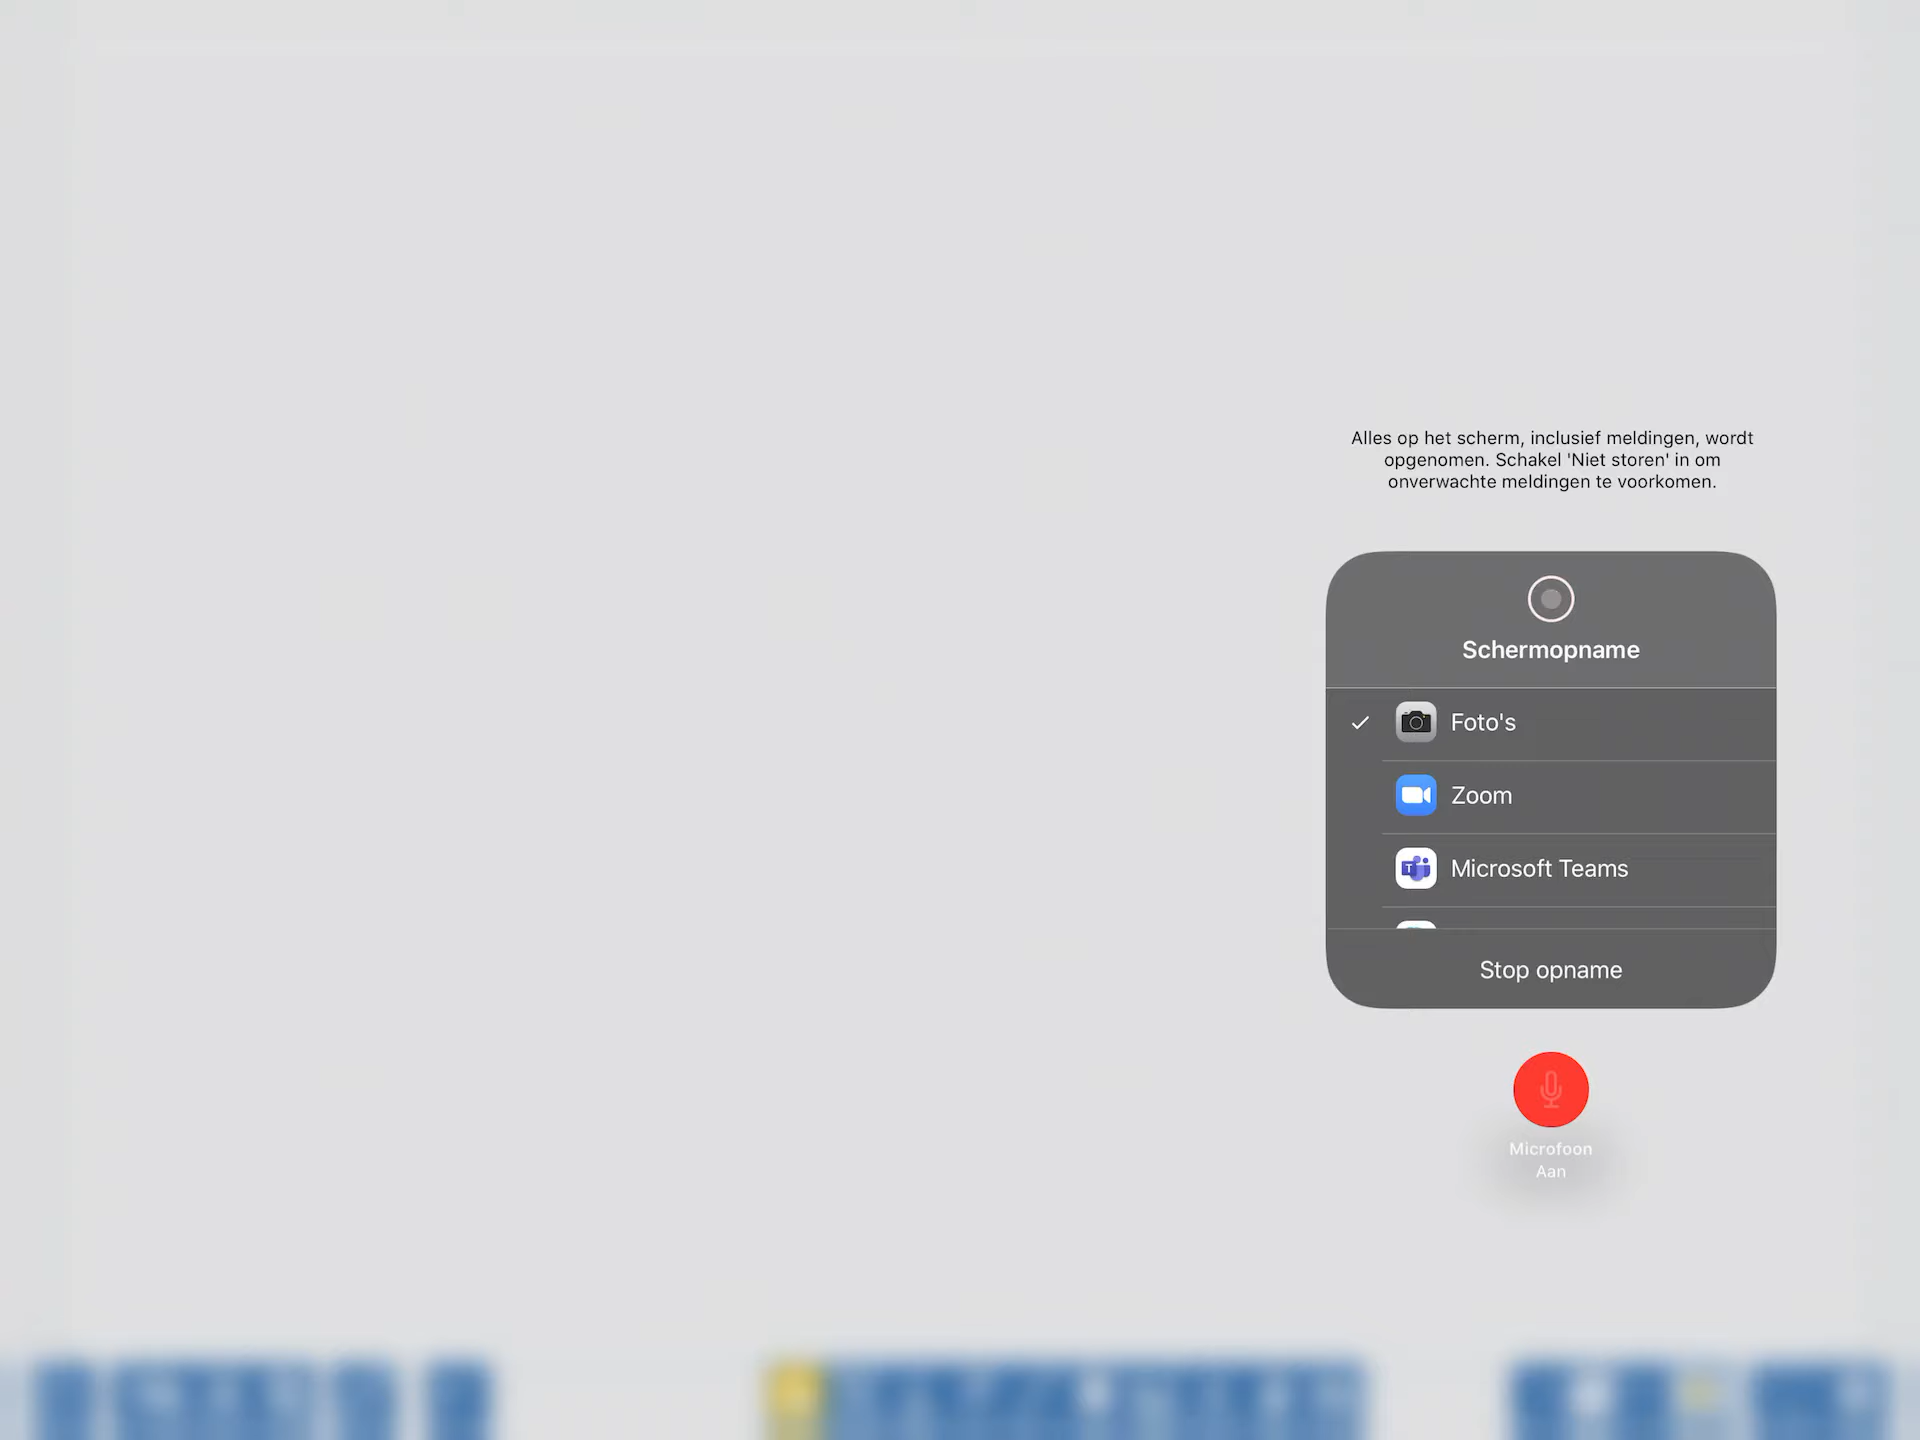 Alles op het scherm, inclusief meldingen, wordt
opgenomen. Schakel 'Niet storen' in om
onverwachte meldingen te voorkomen.
Schermopname
Foto's
Zoom
Microsoft Teams
Stop opname
Microfoon
Aan